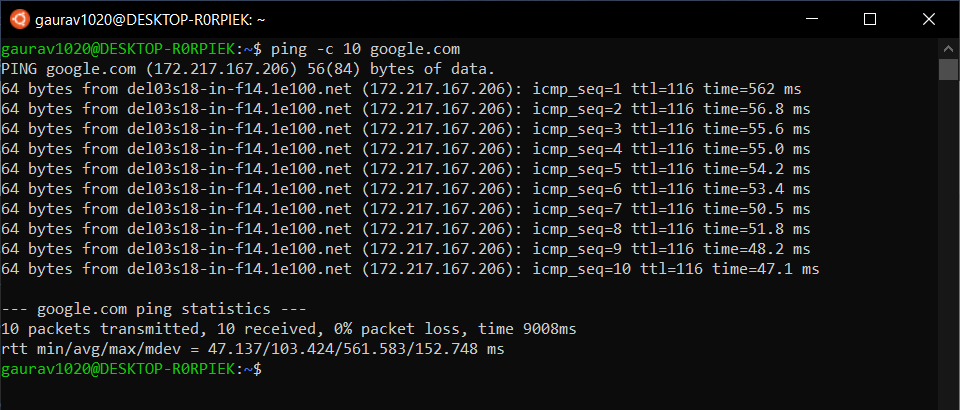 gaurav1020@DESKTOP-R0RPIEK: ~
gaurav1020@DESKTOP-R0RPIEK:~$ ping -c 10 google.com
PING google.com (172.217.167.206) 56(84) bytes of data.
64 bytes from del03s18-in-f14.1e100.net (172.217.167.206): icmp_seq=1 ttl=116 time=562 ms
64 bytes from del03s18-in-f14.1e100.net (172.217.167.206): icmp_seq=2 ttl=116 time=56.8 ms
64 bytes from del03s18-in-f14.1e100.net (172.217.167.206): icmp_seq=3 ttl=116 time=55.6 ms
64 bytes from del03s18-in-f14.1e100.net (172.217.167.206): icmp_seq=4 ttl=116 time=55.0 ms
64 bytes from del03s18-in-f14.1e100.net (172.217.167.206): icmp_seq=5 ttl=116 time=54.2 ms
64 bytes from del03s18-in-f14.1e100.net (172.217.167.206): icmp_seq=6 ttl=116 time=53.4 ms
64 bytes from del03s18-in-f14.1e100.net (172.217.167.206): icmp_seq=7 ttl=116 time=50.5 ms
64 bytes from del03s18-in-f14.1e100.net (172.217.167.206): icmp_seq=8 ttl=116 time=51.8 ms
64 bytes from del03s18-in-f14.1e100.net (172.217.167.206): icmp_seq=9 ttl=116 time=48.2 ms
64 bytes from del03s18-in-f14.1e100.net (172.217.167.206): icmp_seq=10 ttl=116 time=47.1 ms
--- google.com ping statistics ---
10 packets transmitted, 10 received, 0% packet loss, time 9008ms
rtt min/avg/max/mdev = 47.137/103.424/561.583/152.748 ms
gaurav1020@DESKTOP-R0RPIEK:~$